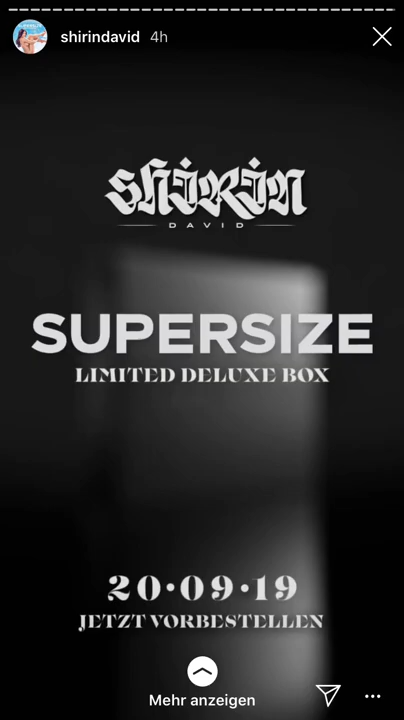 shirindavid 4h
SHIRIN
DAVID
SUPERSIZE
LIMITED DELUXE BOX
20·09·19
JETZT VORBESTELLEN
Mehr anzeigen